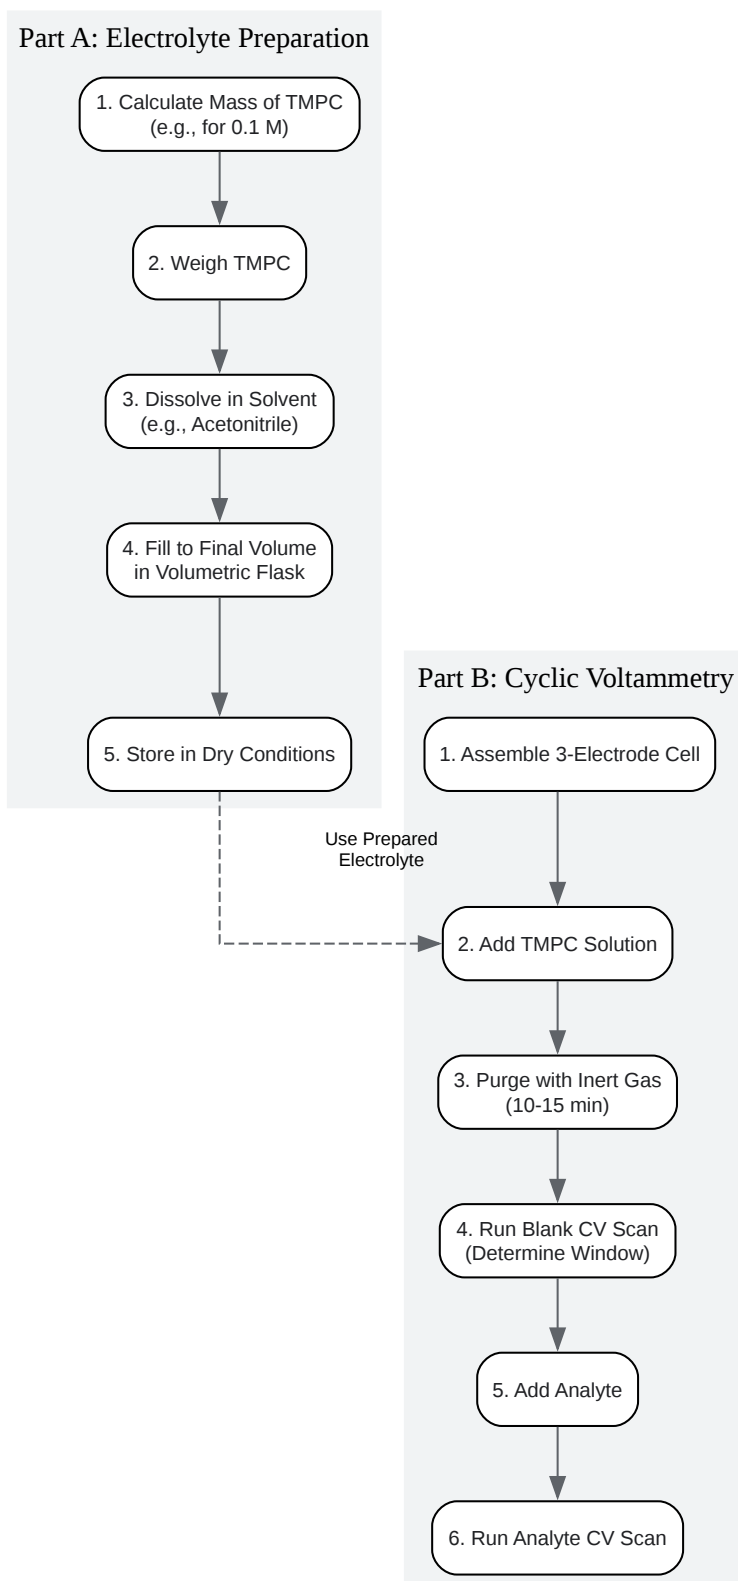 Part A: Electrolyte Preparation
1. Calculate Mass of TMPC
(e.g., for 0.1 M)
2. Weigh TMPC
3. Dissolve in Solvent
(e.g., Acetonitrile)
4. Fill to Final Volume
in Volumetric Flask
5. Store in Dry Conditions
Use Prepared
Electrolyte
Part B: Cyclic Voltammetry
1. Assemble 3-Electrode Cell
2. Add TMPC Solution
3. Purge with Inert Gas
(10-15 min)
4. Run Blank CV Scan
(Determine Window)
5. Add Analyte
6. Run Analyte CV Scan